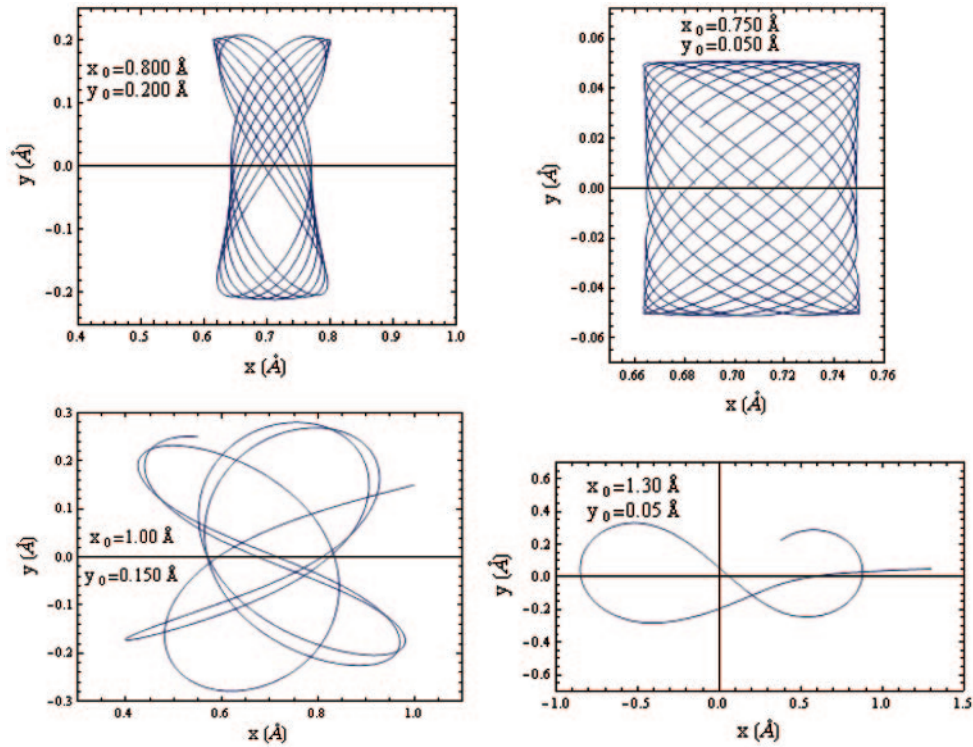 x₀=0.800 Å
y₀=0.200 Å
0.2
0.1
0.0
-0.1
-0.2
y (Å)
0.4 0.5 0.6 0.7 0.8 0.9 1.0
x (Å)
x₀=0.750 Å
y₀=0.050 Å
0.06
0.04
0.02
0.00
-0.02
-0.04
-0.06
y (Å)
0.66 0.68 0.70 0.72 0.74 0.76
x (Å)
x₀=1.00 Å
y₀=0.150 Å
0.3
0.2
0.1
0.0
-0.1
-0.2
-0.3
y (Å)
0.4 0.6 0.8 1.0
x (Å)
x₀=1.30 Å
y₀=0.05 Å
0.6
0.4
0.2
0.0
-0.2
-0.4
-0.6
y (Å)
-1.0 -0.5 0.0 0.5 1.0 1.5
x (Å)